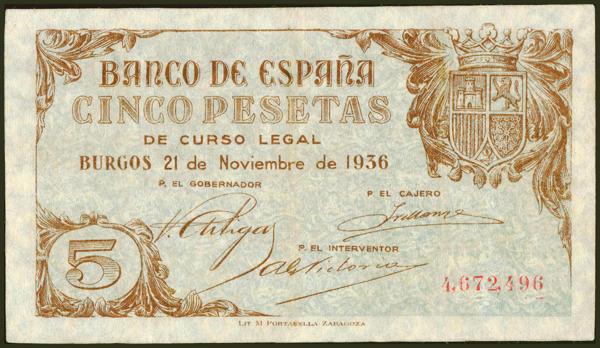 BANCO DE ESPAÑA
CINCO PESETAS
DE CURSO LEGAL
BURGOS 21 de Noviembre de 1936
P. EL GOBERNADOR
P EL CAJERO
P. EL INTERVENTOR
5
4,672,496
LIT. M PORTABELLA ZARAGOZA